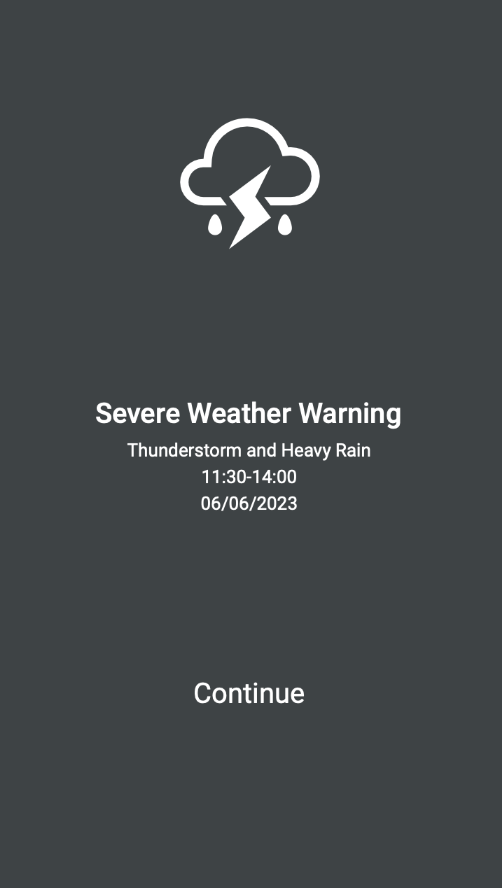 Severe Weather Warning
Thunderstorm and Heavy Rain
11:30-14:00
06/06/2023
Continue